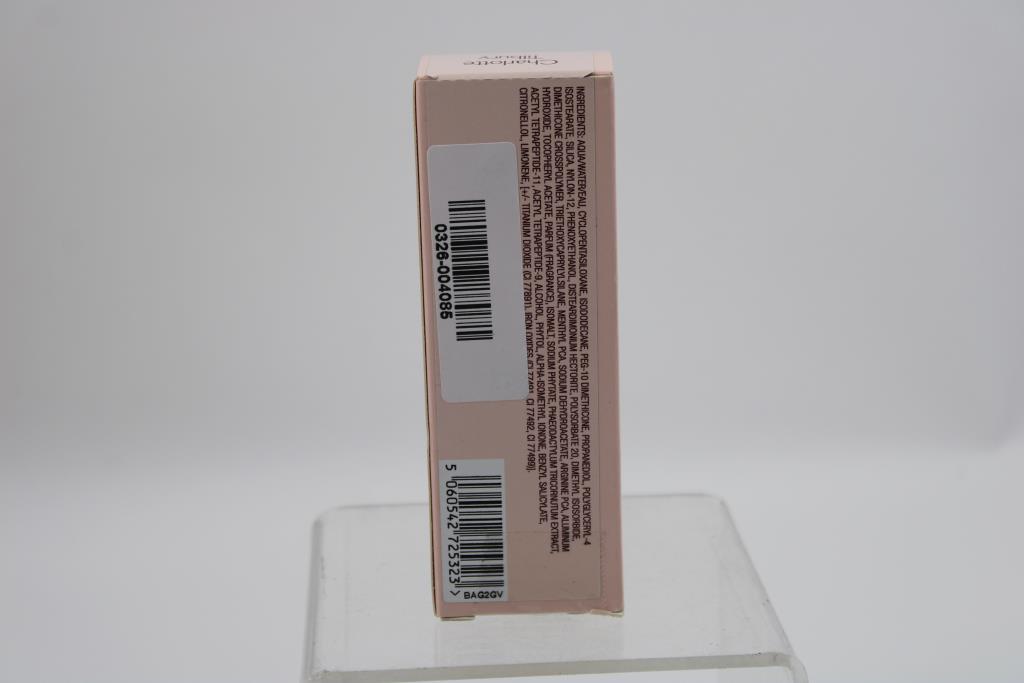 Charlotte
Tilbury
INGREDIENTS: AQUA/WATER/EAU, CYCLOPENTASILOXANE, ISODODECANE, PEG-10 DIMETHICONE, PROPANEDIOL, POLYGLYCERYL-4
ISOSTEARATE, SILICA, NYLON-12, PHENOXYETHANOL, DISTEARDIMONIUM HECTORITE, POLYSORBATE 20, DIMETHYL ISOSORBIDE,
DIMETHICONE CROSSPOLYMER, TRIETHOXYCAPRYLYLSILANE, MENTHYL PCA, SODIUM DEHYDROACETATE, ARGININE PCA, ALUMINUM
HYDROXIDE, TOCOPHERYL ACETATE, PARFUM (FRAGRANCE), ISOMALT, SODIUM PHYTATE, PHAEODACTYLUM TRICORNUTUM EXTRACT,
ACETYL TETRAPEPTIDE-11, ACETYL TETRAPEPTIDE-9, ALCOHOL, PHYTOL, ALPHA-ISOMETHYL IONONE, BENZYL SALICYLATE,
CITRONELLOL, LIMONENE, [+/- TITANIUM DIOXIDE (CI 77891), IRON OXIDES (CI 77491, CI 77492, CI 77499)].
0326-004085
5 060542 725323 >
BAG2GV